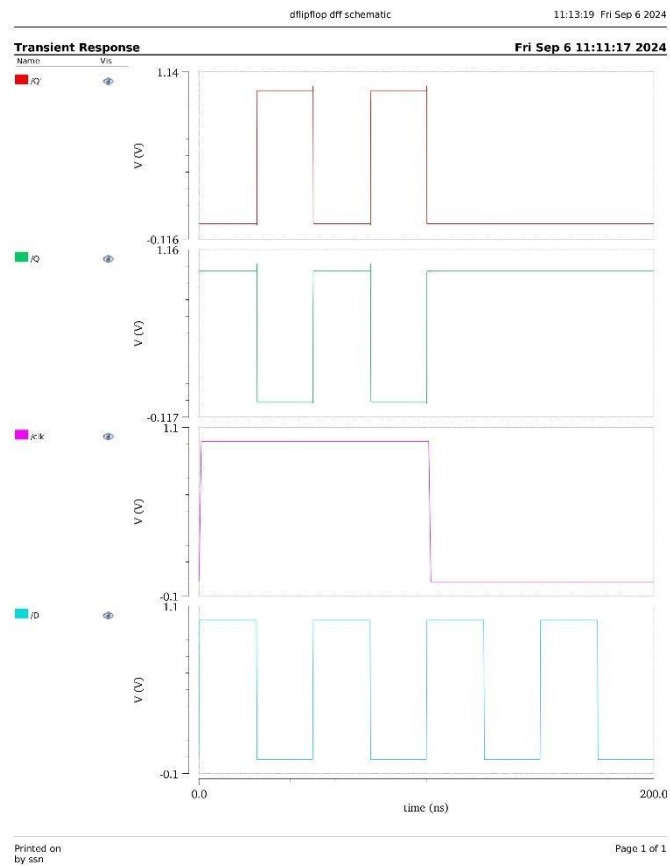 dflipflop dff schematic
11:13:19 Fri Sep 6 2024
Transient Response
Fri Sep 6 11:11:17 2024
Name Vis
/Q'
1.14
V (V)
-0.116
/Q
1.16
V (V)
-0.117
/clk
1.1
V (V)
-0.1
/D
1.1
V (V)
-0.1
0.0
200.0
time (ns)
Printed on
by ssn
Page 1 of 1